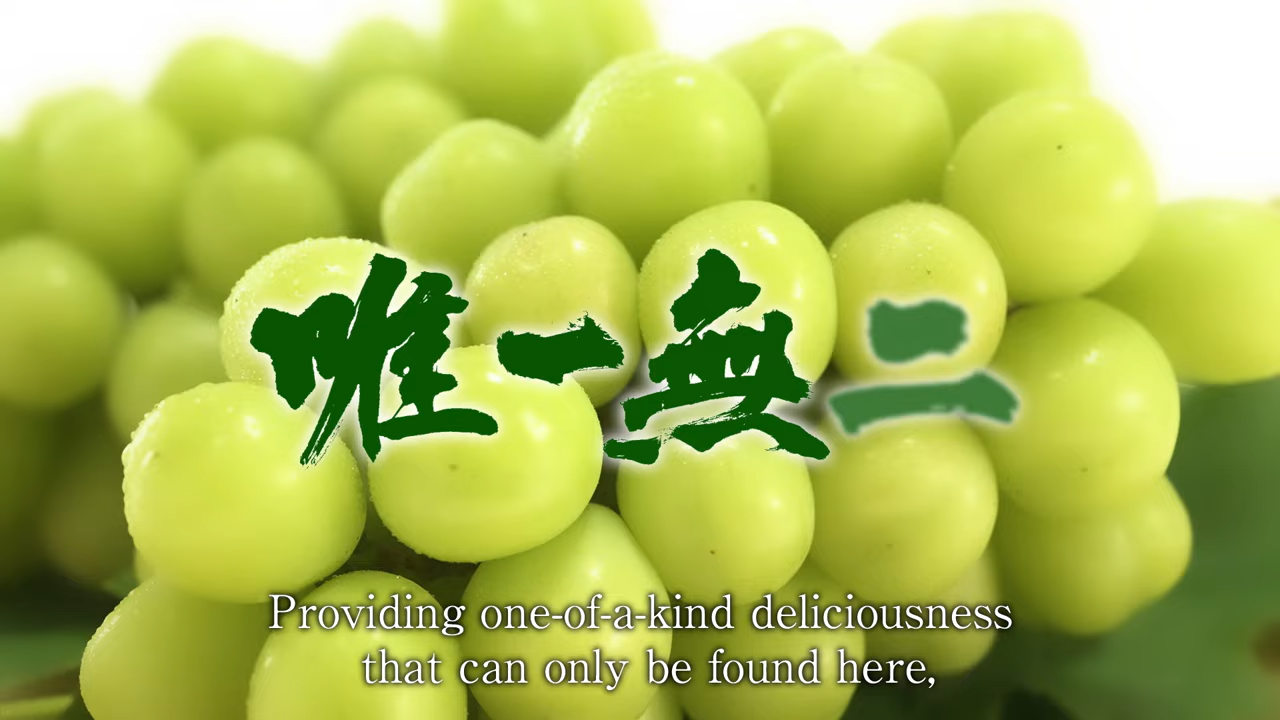 唯一無二
Providing one-of-a-kind deliciousness
that can only be found here,